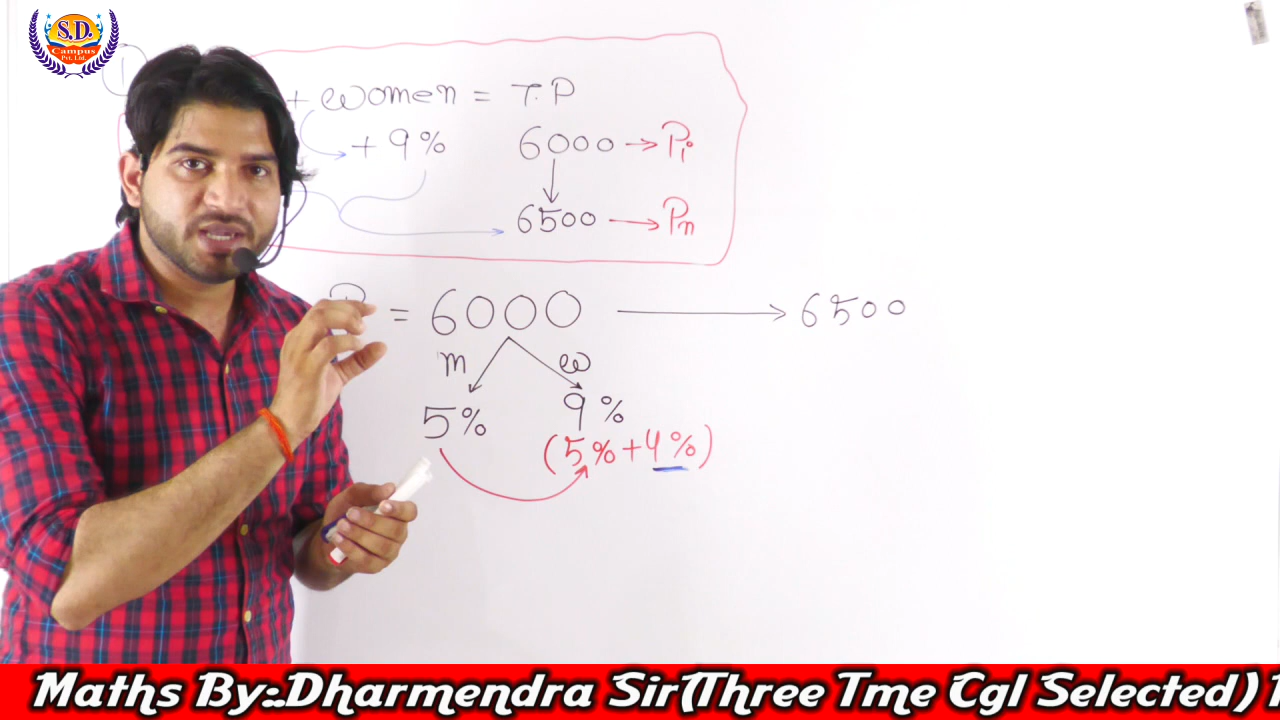 S.D.
Campus
Pvt. Ltd.
+ women = T.P
+ 9%
6000 → Pi
6500 → Pn
= 6000 → 6500
m w
5% 9%
(5% + 4%)
Maths By:-Dharmendra Sir(Three Tme Cgl Selected)